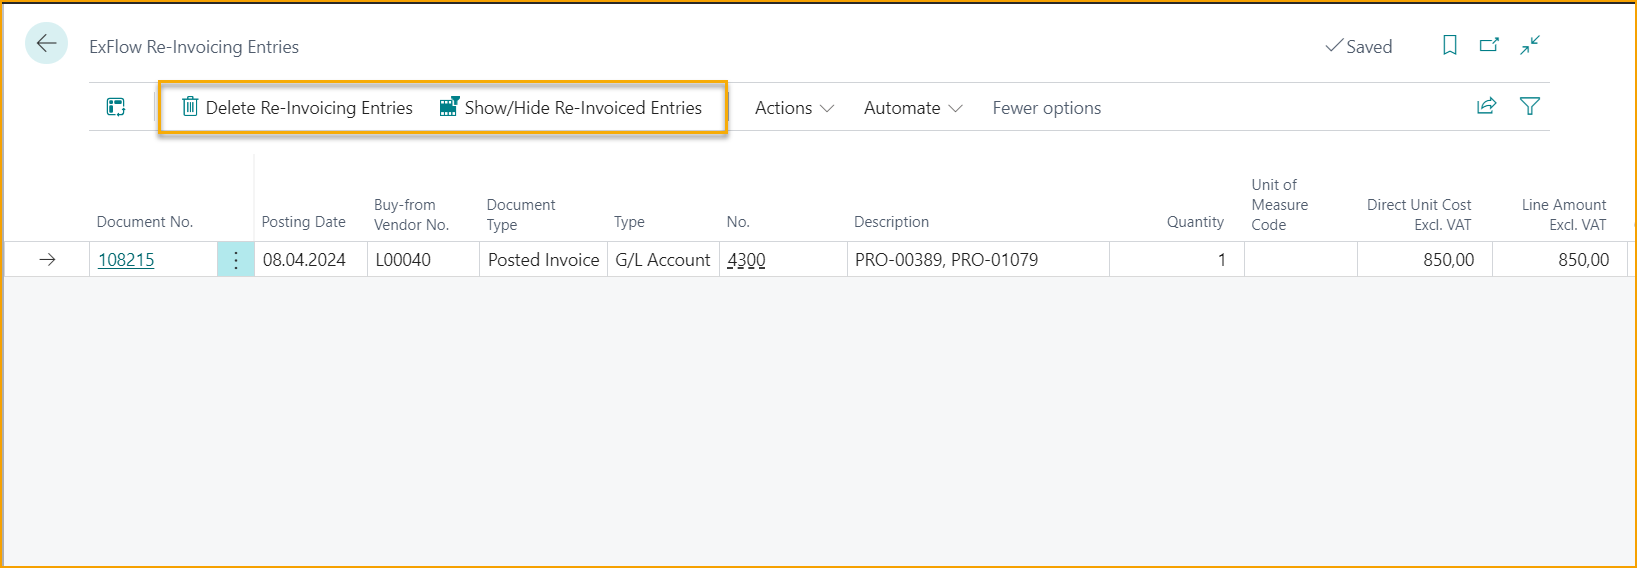 ExFlow Re-Invoicing Entries
Saved
Delete Re-Invoicing Entries
Show/Hide Re-Invoiced Entries
Actions
Automate
Fewer options
Document No.
Posting Date
Buy-from
Vendor No.
Document
Type
Type
No.
Description
Quantity
Unit of
Measure
Code
Direct Unit Cost
Excl. VAT
Line Amount
Excl. VAT
108215
08.04.2024
L00040
Posted Invoice
G/L Account
4300
PRO-00389, PRO-01079
1
850,00
850,00